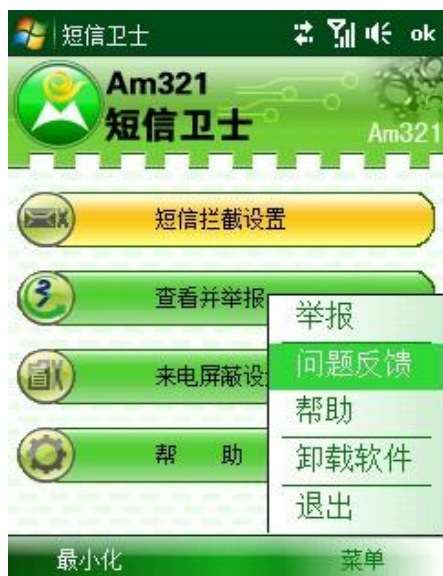 短信卫士 ok
Am321
短信卫士
Am321
短信拦截设置
查看并举报
来电屏蔽设
帮 助
举报
问题反馈
帮助
卸载软件
退出
最小化 菜单